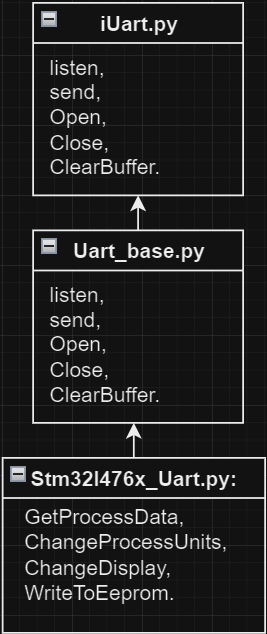 iUart.py
listen,
send,
Open,
Close,
ClearBuffer.
Uart_base.py
listen,
send,
Open,
Close,
ClearBuffer.
Stm32l476x_Uart.py:
GetProcessData,
ChangeProcessUnits,
ChangeDisplay,
WriteToEeprom.